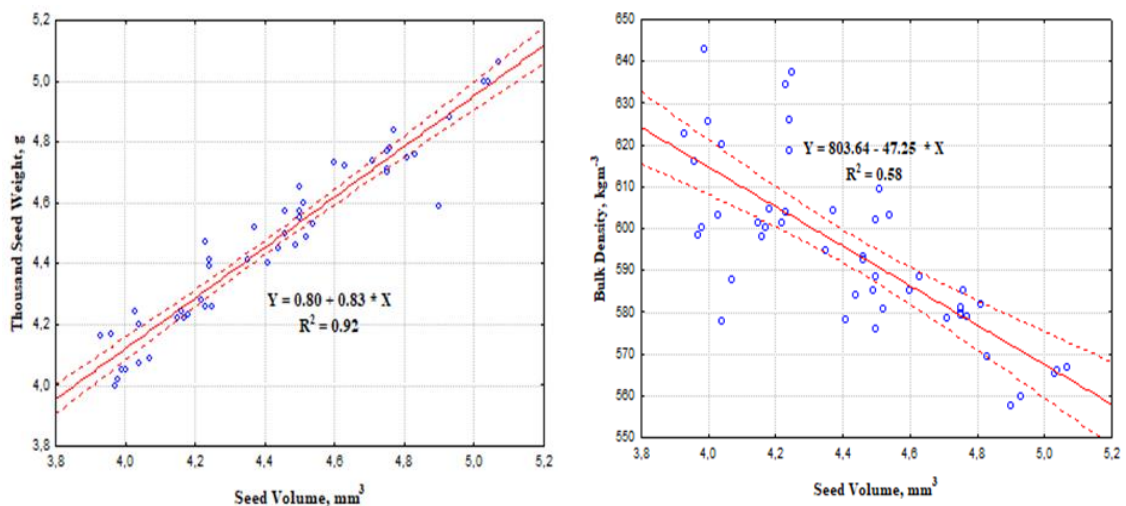 5,2
5,0
4,8
4,6
4,4
4,2
4,0
3,8
Thousand Seed Weight, g
Y = 0.80 + 0.83 * X
R² = 0.92
3,8 4,0 4,2 4,4 4,6 4,8 5,0 5,2
Seed Volume, mm³
650
640
630
620
610
600
590
580
570
560
550
Bulk Density, kgm⁻³
Y = 803.64 - 47.25 * X
R² = 0.58
3,8 4,0 4,2 4,4 4,6 4,8 5,0 5,2
Seed Volume, mm³